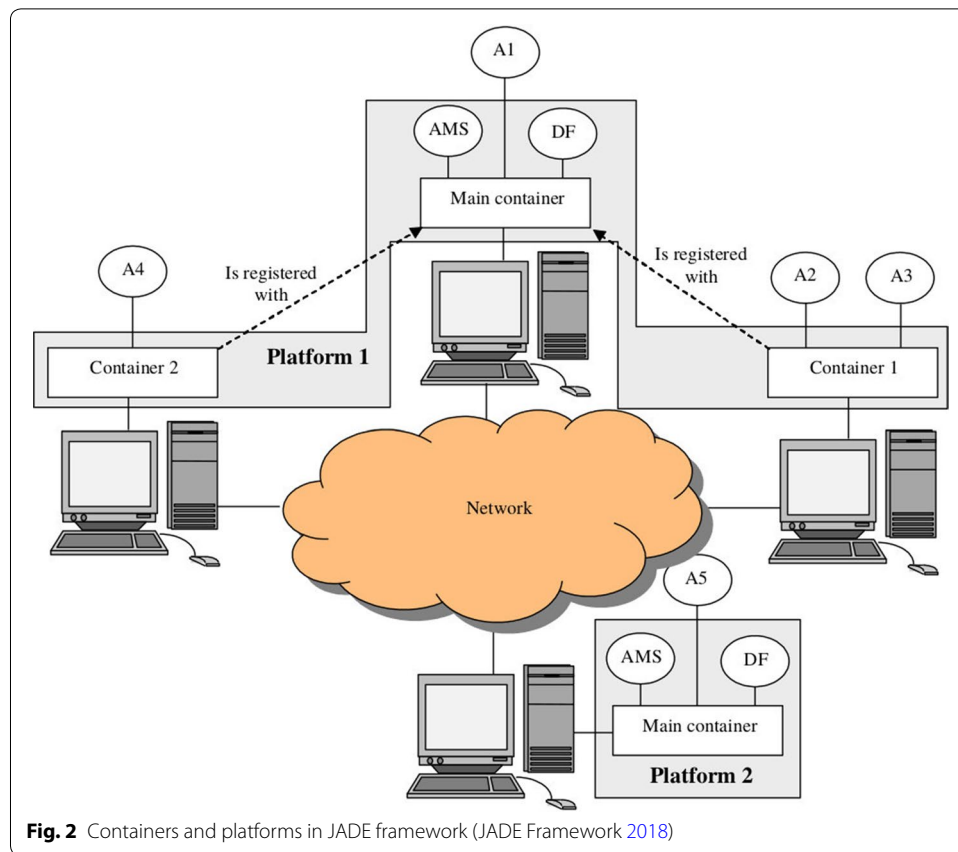 A1
AMS
DF
Main container
A4
Is registered
with
Is registered
with
A2
A3
Container 2
Platform 1
Container 1
Network
A5
AMS
DF
Main container
Platform 2
Fig. 2 Containers and platforms in JADE framework (JADE Framework 2018)